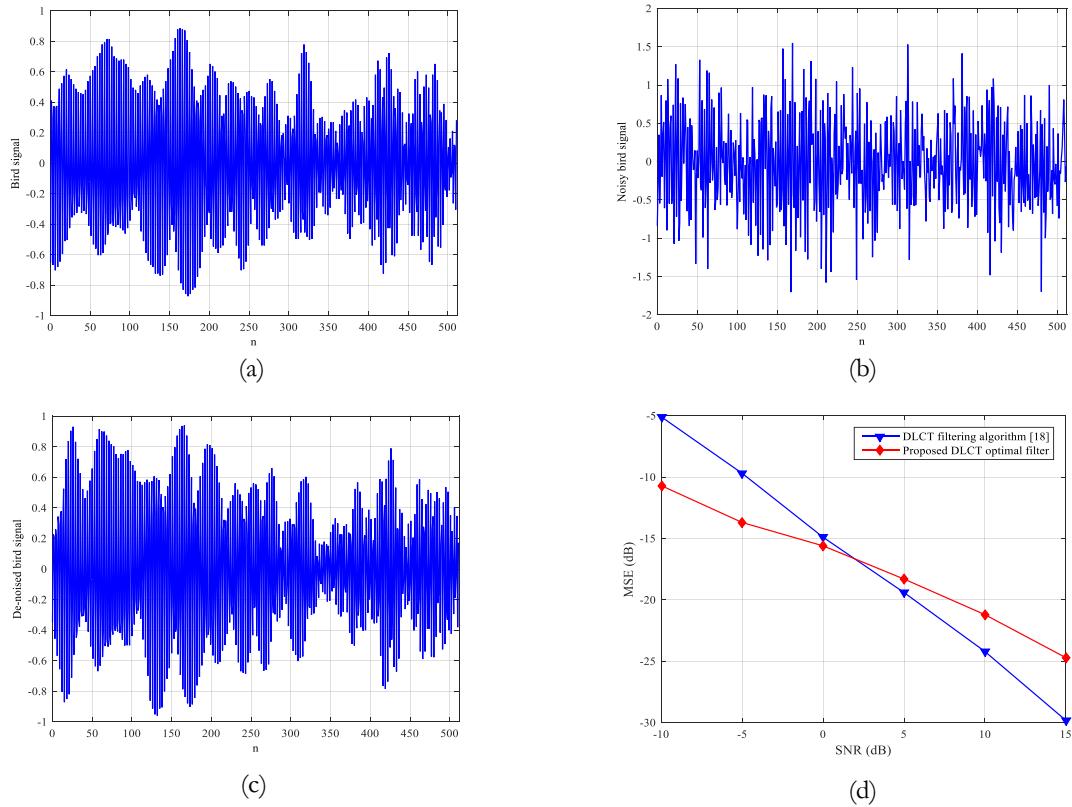 1
0.8
0.6
0.4
0.2
0
-0.2
-0.4
-0.6
-0.8
-1
Bird signal
0 50 100 150 200 250 300 350 400 450 500
n
(a)
2
1.5
1
0.5
0
-0.5
-1
-1.5
-2
Noisy bird signal
0 50 100 150 200 250 300 350 400 450 500
n
(b)
1
0.8
0.6
0.4
0.2
0
-0.2
-0.4
-0.6
-0.8
-1
De-noised bird signal
0 50 100 150 200 250 300 350 400 450 500
n
(c)
-5
-10
-15
-20
-25
-30
MSE (dB)
DLCT filtering algorithm [18]
Proposed DLCT optimal filter
-10 -5 0 5 10 15
SNR (dB)
(d)